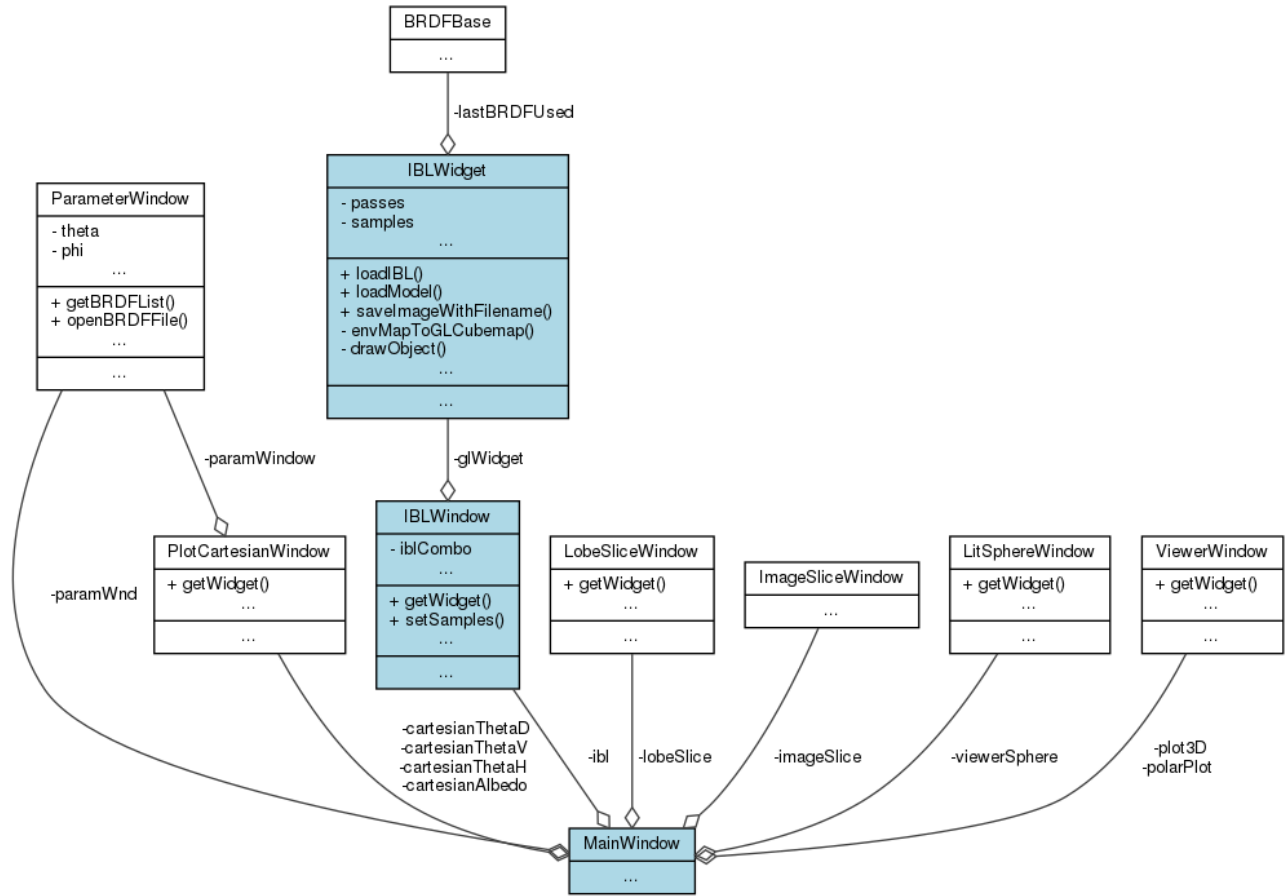 BRDFBase
...
-lastBRDFUsed
IBLWidget
- passes
- samples
...
+ loadIBL()
+ loadModel()
+ saveImageWithFilename()
- envMapToGLCubemap()
- drawObject()
...
...
ParameterWindow
- theta
- phi
...
+ getBRDFList()
+ openBRDFFile()
...
...
-paramWindow
-glWidget
PlotCartesianWindow
+ getWidget()
...
...
IBLWindow
- iblCombo
...
+ getWidget()
+ setSamples()
...
...
LobeSliceWindow
+ getWidget()
...
...
ImageSliceWindow
...
LitSphereWindow
+ getWidget()
...
...
ViewerWindow
+ getWidget()
...
...
-paramWnd
-cartesianThetaD
-cartesianThetaV
-cartesianThetaH
-cartesianAlbedo
-ibl
-lobeSlice
-imageSlice
-viewerSphere
-plot3D
-polarPlot
MainWindow
...